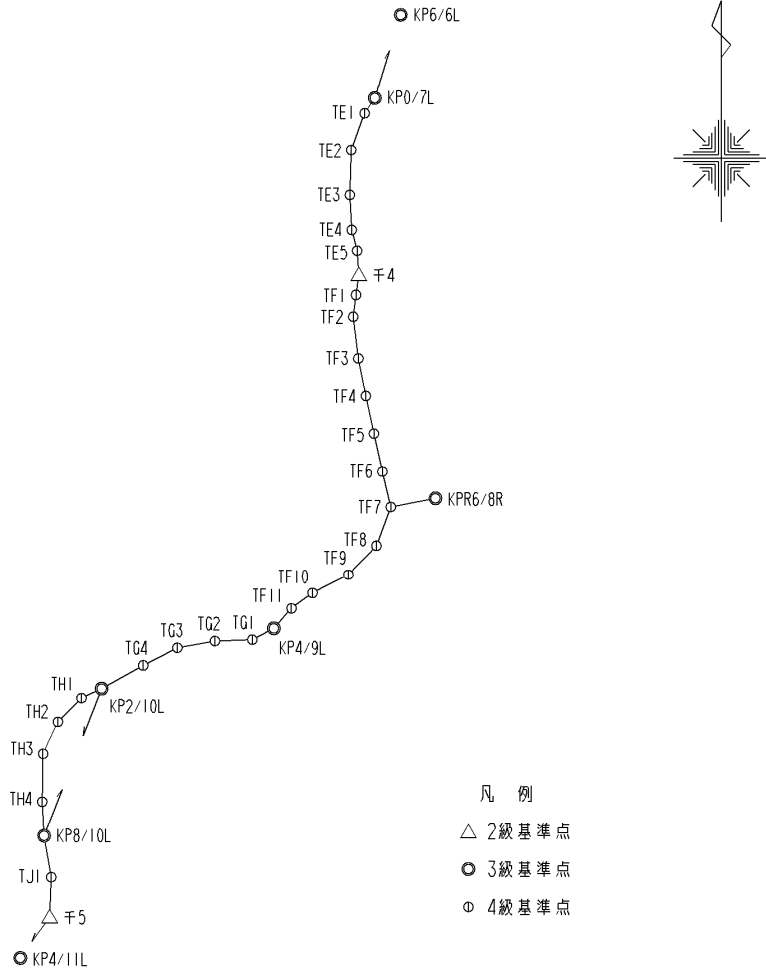 KP6/6L
KP0/7L
TE1
TE2
TE3
TE4
TE5
千4
TF1
TF2
TF3
TF4
TF5
TF6
TF7
KPR6/8R
TF8
TF9
TF10
TF11
KP4/9L
TG1
TG2
TG3
TG4
KP2/10L
TH1
TH2
TH3
TH4
KP8/10L
TJ1
千5
KP4/11L
凡 例
2級基準点
3級基準点
4級基準点